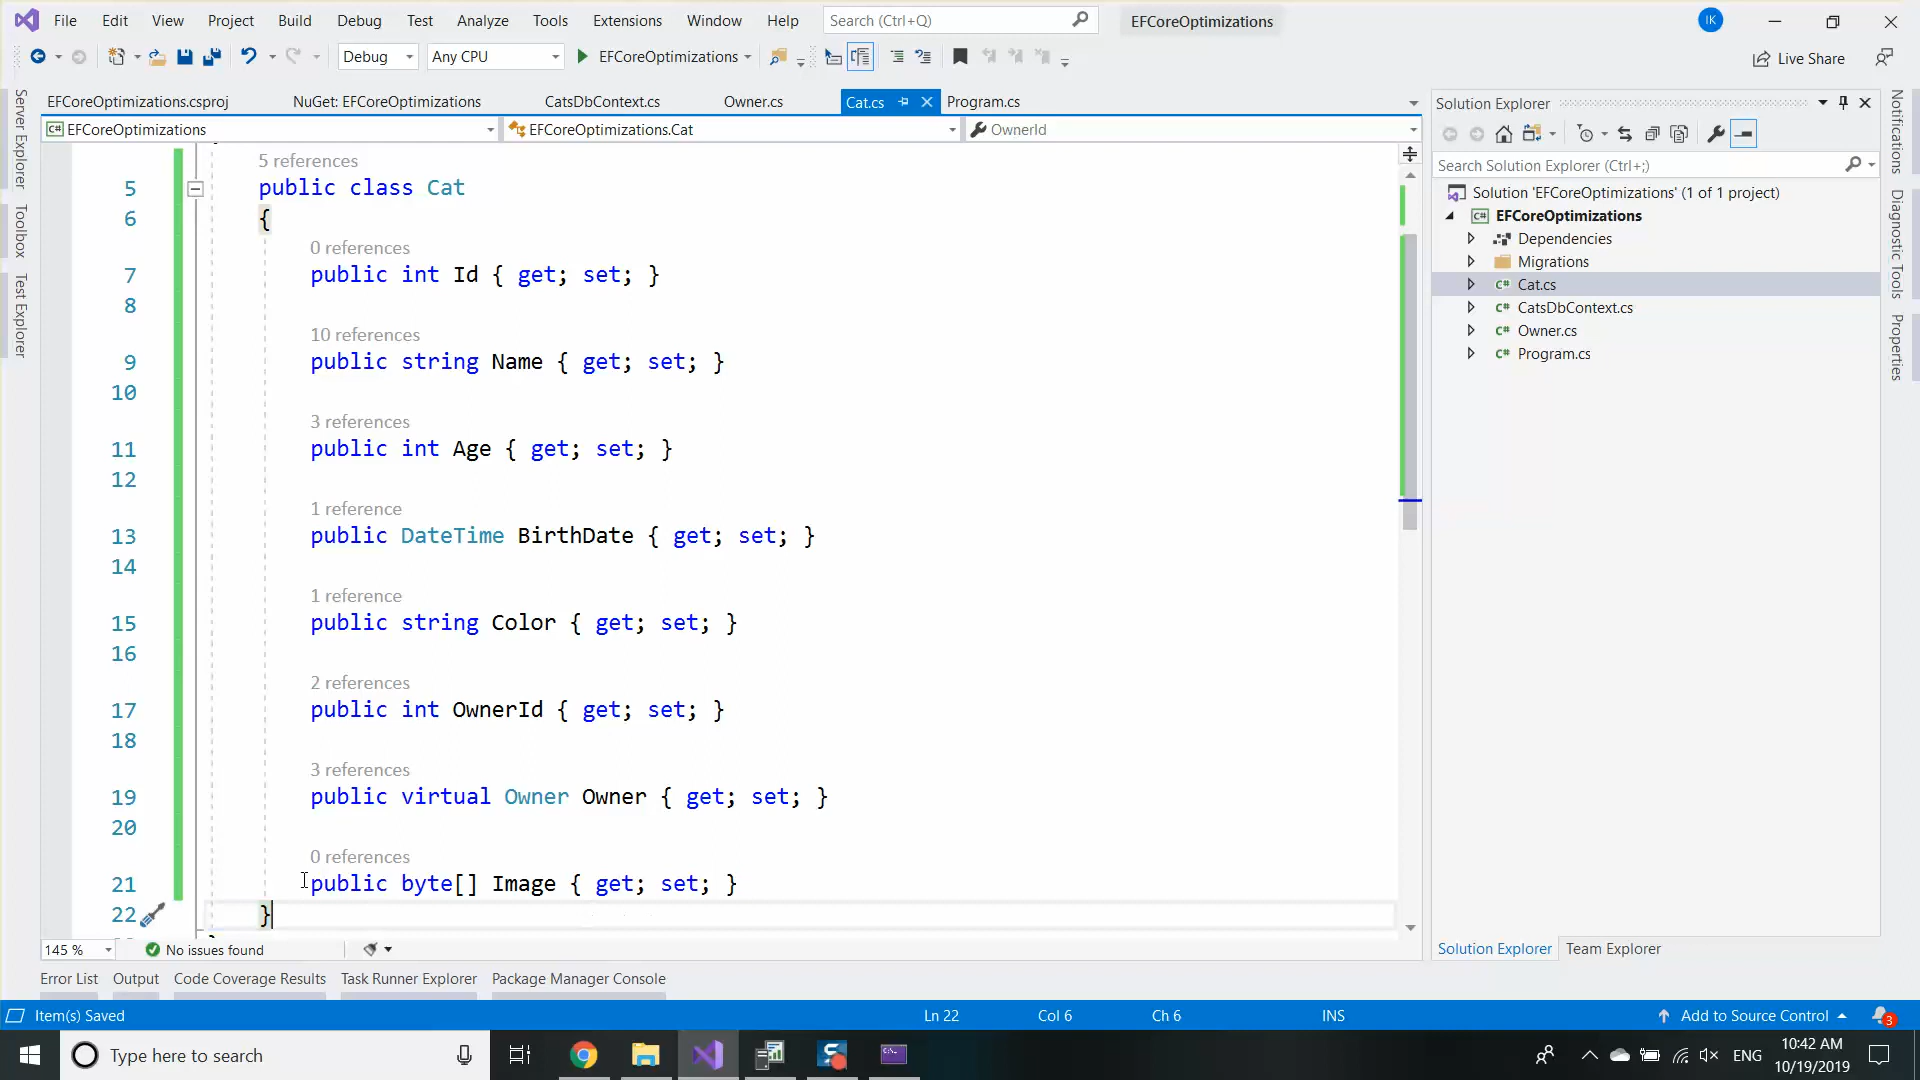 File Edit View Project Build Debug Test Analyze Tools Extensions Window Help Search (Ctrl+Q) EFCoreOptimizations IK
Debug Any CPU EFCoreOptimizations Live Share
EFCoreOptimizations.csproj NuGet: EFCoreOptimizations CatsDbContext.cs Owner.cs Cat.cs Program.cs
C# EFCoreOptimizations EFCoreOptimizations.Cat OwnerId
Server Explorer
Toolbox
Test Explorer
5 references
5 public class Cat
6 {
0 references
7 public int Id { get; set; }
8
10 references
9 public string Name { get; set; }
10
3 references
11 public int Age { get; set; }
12
1 reference
13 public DateTime BirthDate { get; set; }
14
1 reference
15 public string Color { get; set; }
16
2 references
17 public int OwnerId { get; set; }
18
3 references
19 public virtual Owner Owner { get; set; }
20
0 references
21 public byte[] Image { get; set; }
22 }
145 % No issues found
Solution Explorer
Search Solution Explorer (Ctrl+;)
Solution 'EFCoreOptimizations' (1 of 1 project)
C# EFCoreOptimizations
Dependencies
Migrations
C# Cat.cs
C# CatsDbContext.cs
C# Owner.cs
C# Program.cs
Solution Explorer Team Explorer
Notifications
Diagnostic Tools
Properties
Error List Output Code Coverage Results Task Runner Explorer Package Manager Console
Item(s) Saved Ln 22 Col 6 Ch 6 INS Add to Source Control 3
Type here to search ENG 10:42 AM
10/19/2019